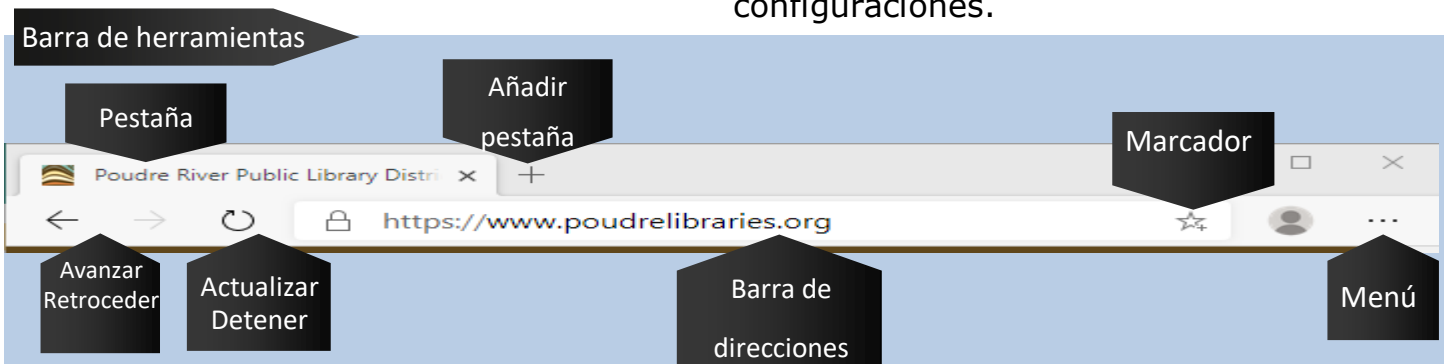 configuraciones.
Barra de herramientas
Pestaña
Añadir
pestaña
Marcador
Poudre River Public Library Distri
https://www.poudrelibraries.org
Avanzar
Retroceder
Actualizar
Detener
Barra de
direcciones
Menú